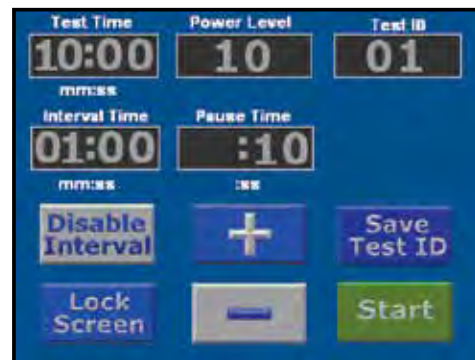 Test Time Power Level Test ID
10:00 10 01
mm:ss
Interval Time Pause Time
01:00 :10
mm:ss :ss
Disable
Interval
+
Save
Test ID
Lock
Screen
-
Start